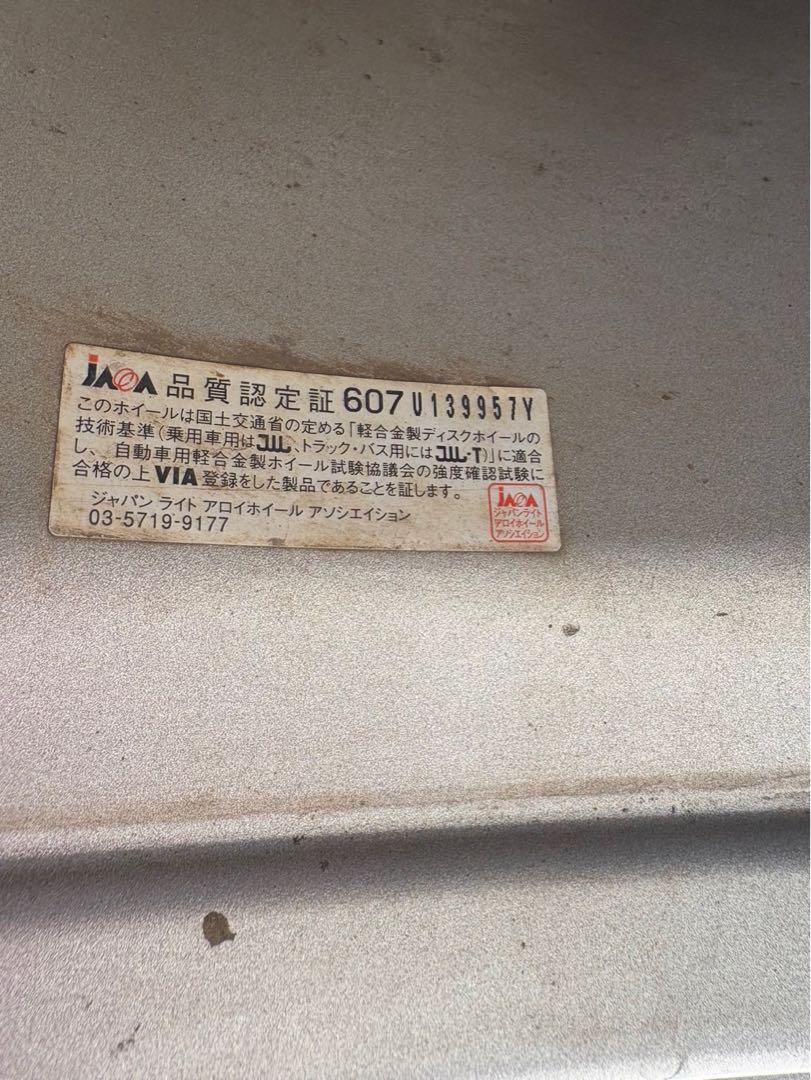 JAWA 品質認定証 607 U139957Y
このホイールは国土交通省の定める「軽合金製ディスクホイールの
技術基準(乗用車用はJWL、トラック・バス用にはJWL-T)」に適合
し、自動車用軽合金製ホイール試験協議会の強度確認試験に
合格の上VIA登録をした製品であることを証します。
ジャパン ライト アロイホイール アソシエイション
03-5719-9177
JAWA
ジャパンライト
アロイホイール
アソシエイション